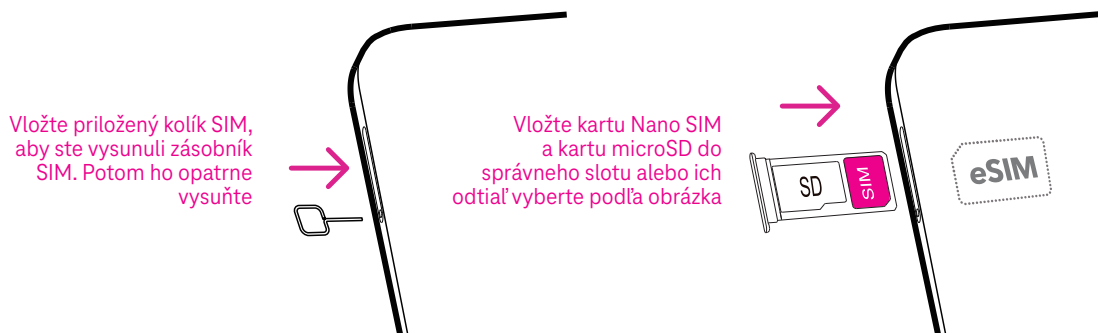 Vložte priložený kolík SIM,
aby ste vysunuli zásobník
SIM. Potom ho opatrne
vysuňte
Vložte kartu Nano SIM
a kartu microSD do
správneho slotu alebo ich
odtiaľ vyberte podľa obrázka
SD
SIM
eSIM